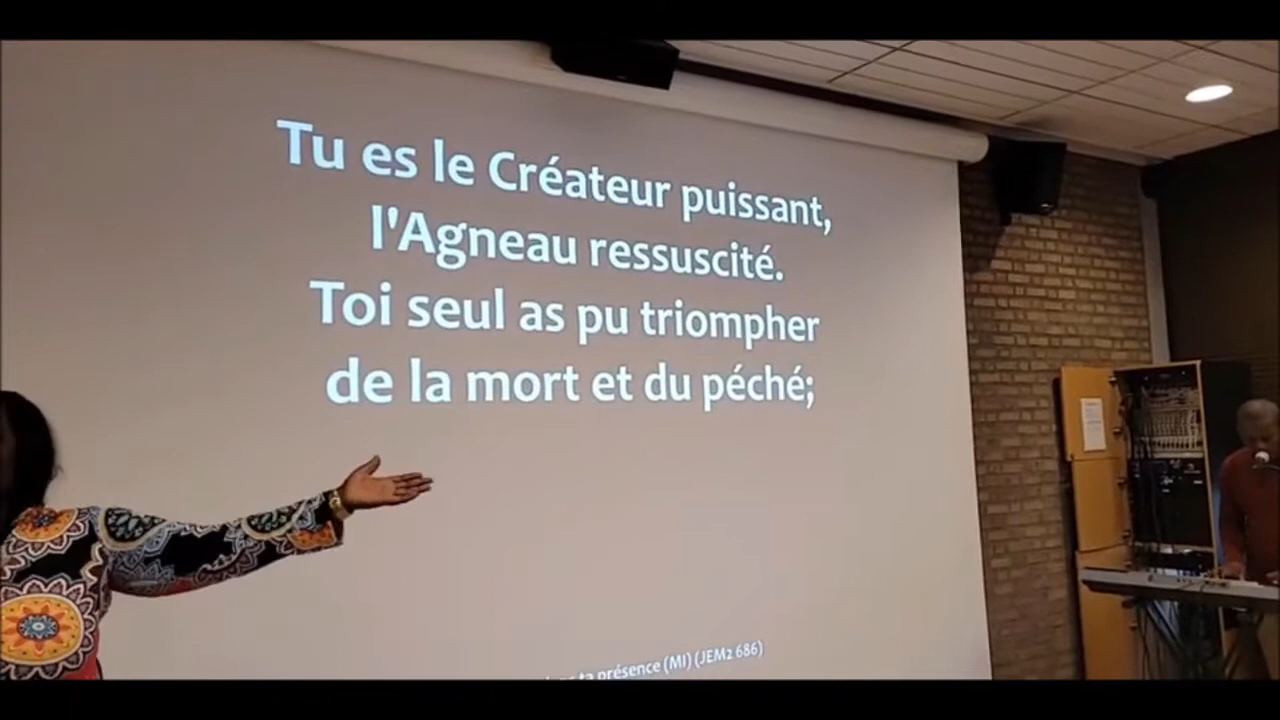 Tu es le Créateur puissant,
l'Agneau ressuscité.
Toi seul as pu triompher
de la mort et du péché;
ta présence (MI) (JEM2 686)